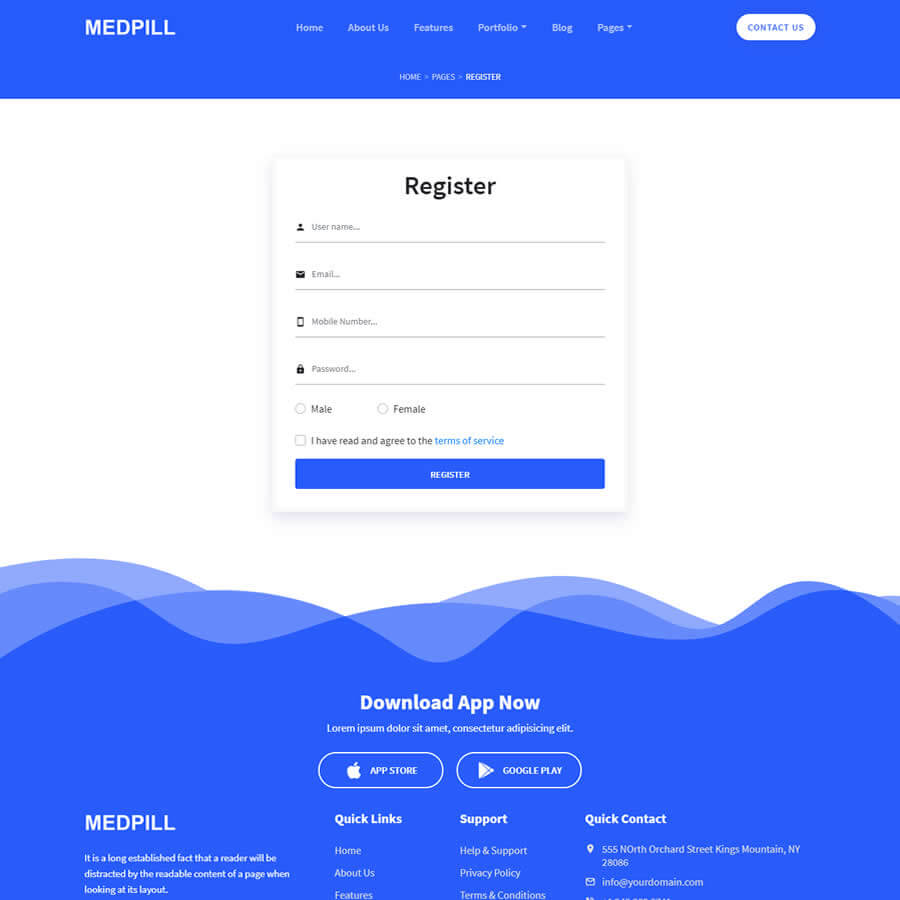 MEDPILL
Home About Us Features Portfolio Blog Pages
CONTACT US
HOME > PAGES > REGISTER
Register
User name...
Email...
Mobile Number...
Password...
Male Female
I have read and agree to the terms of service
REGISTER
Download App Now
Lorem ipsum dolor sit amet, consectetur adipisicing elit.
APP STORE GOOGLE PLAY
MEDPILL
It is a long established fact that a reader will be
distracted by the readable content of a page when
looking at its layout.
Quick Links
Home
About Us
Features
Support
Help & Support
Privacy Policy
Terms & Conditions
Quick Contact
555 NOrth Orchard Street Kings Mountain, NY
28086
info@yourdomain.com